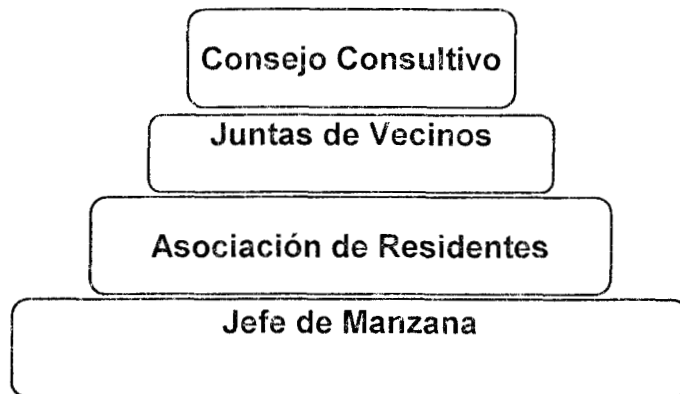 Consejo Consultivo
Juntas de Vecinos
Asociación de Residentes
Jefe de Manzana